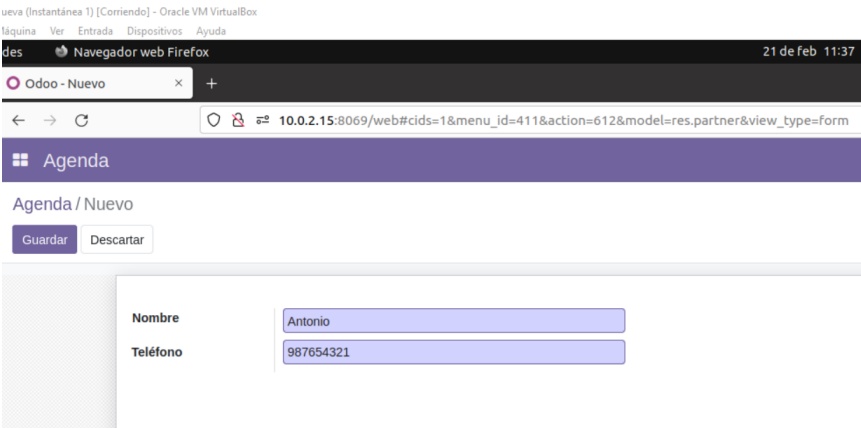 ueva (Instantánea 1) [Corriendo] - Oracle VM VirtualBox
Máquina Ver Entrada Dispositivos Ayuda
des Navegador web Firefox 21 de feb 11:37
Odoo - Nuevo × +
10.0.2.15:8069/web#cids=1&menu_id=411&action=612&model=res.partner&view_type=form
Agenda
Agenda / Nuevo
Guardar Descartar
Nombre Antonio
Teléfono 987654321